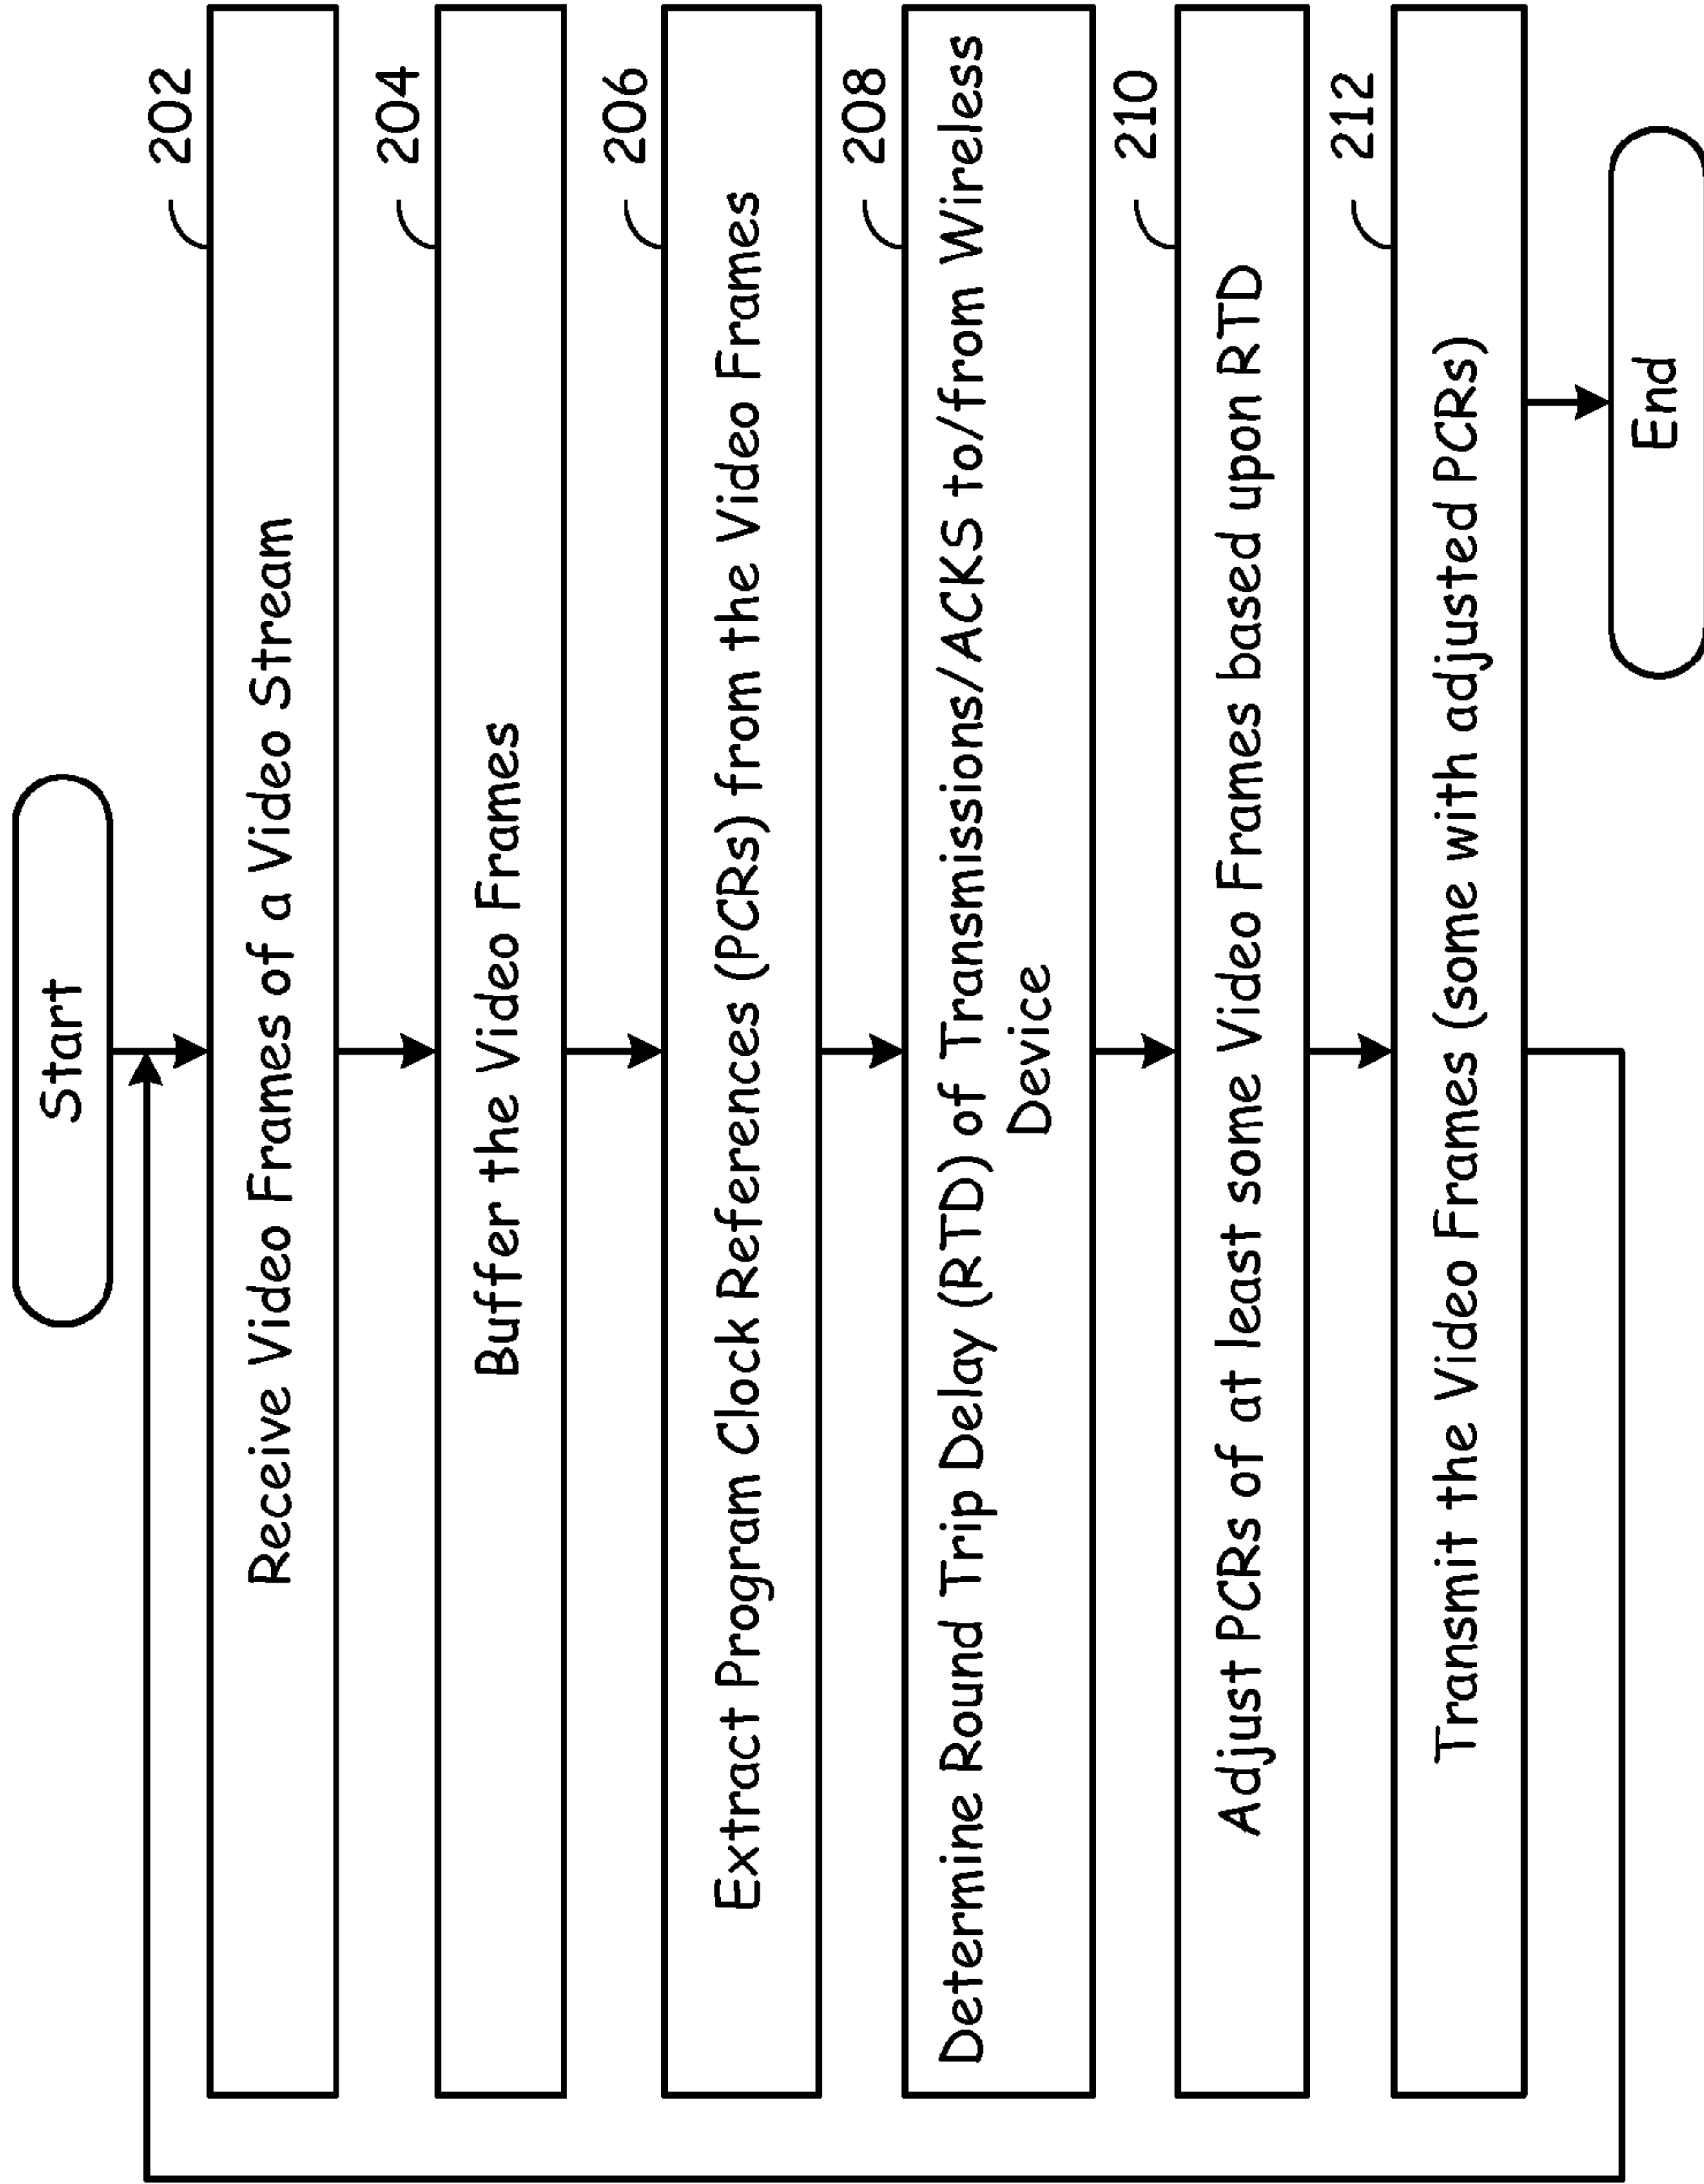 Start
202
Receive Video Frames of a Video Stream
204
Buffer the Video Frames
206
Extract Program Clock References (PCRs) from the Video Frames
208
Determine Round Trip Delay (RTD) of Transmissions/ACKS to/from Wireless
Device
210
Adjust PCRs of at least some Video Frames based upon RTD
212
Transmit the Video Frames (some with adjusted PCRs)
End